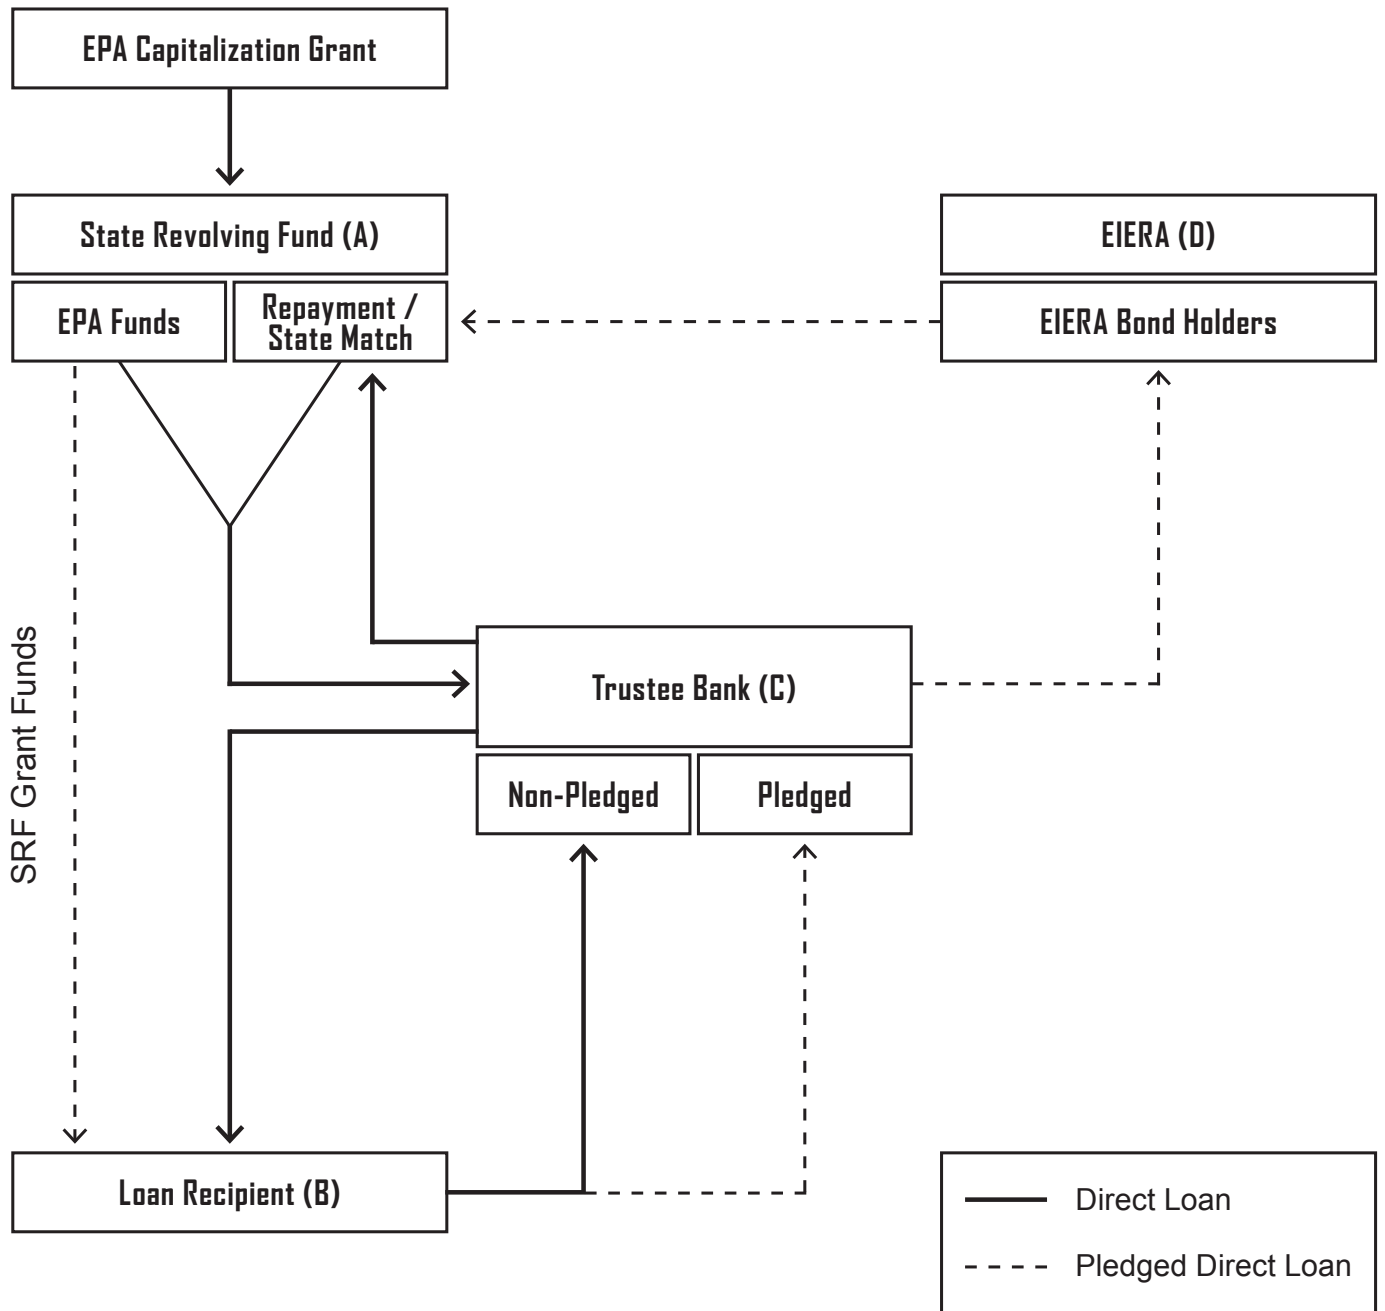 EPA Capitalization Grant
State Revolving Fund (A)
EPA Funds
Repayment /
State Match
EIERA (D)
EIERA Bond Holders
SRF Grant Funds
Trustee Bank (C)
Non-Pledged
Pledged
Loan Recipient (B)
Direct Loan
Pledged Direct Loan